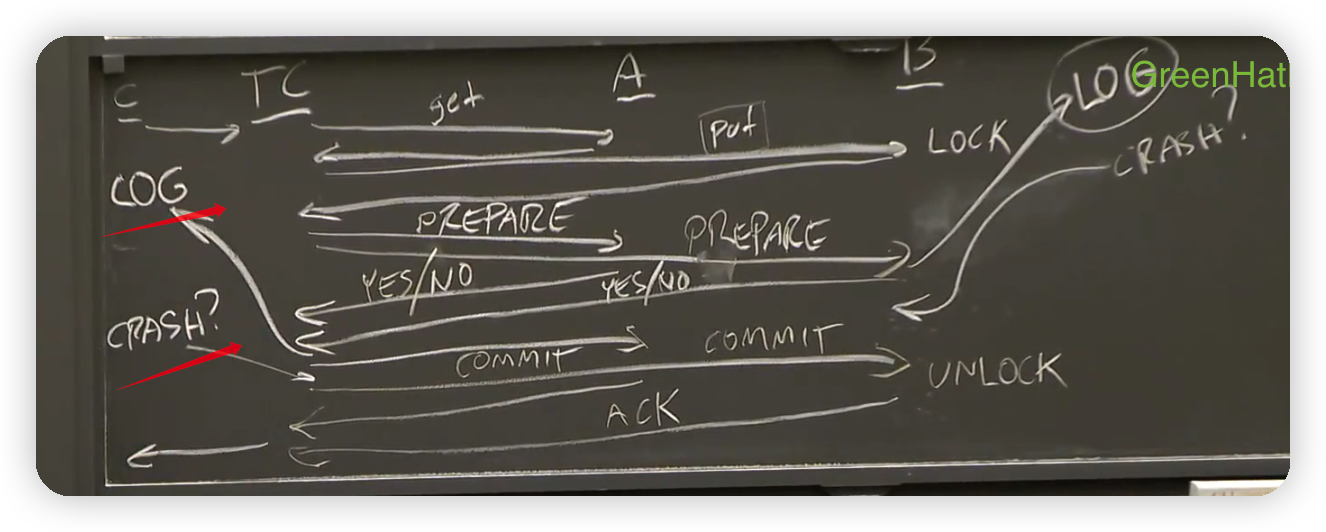 C TC A B
GreenHat
LOG
get
put
LOCK
CRASH?
LOG
PREPARE PREPARE
YES/NO YES/NO
CRASH?
COMMIT COMMIT
UNLOCK
ACK